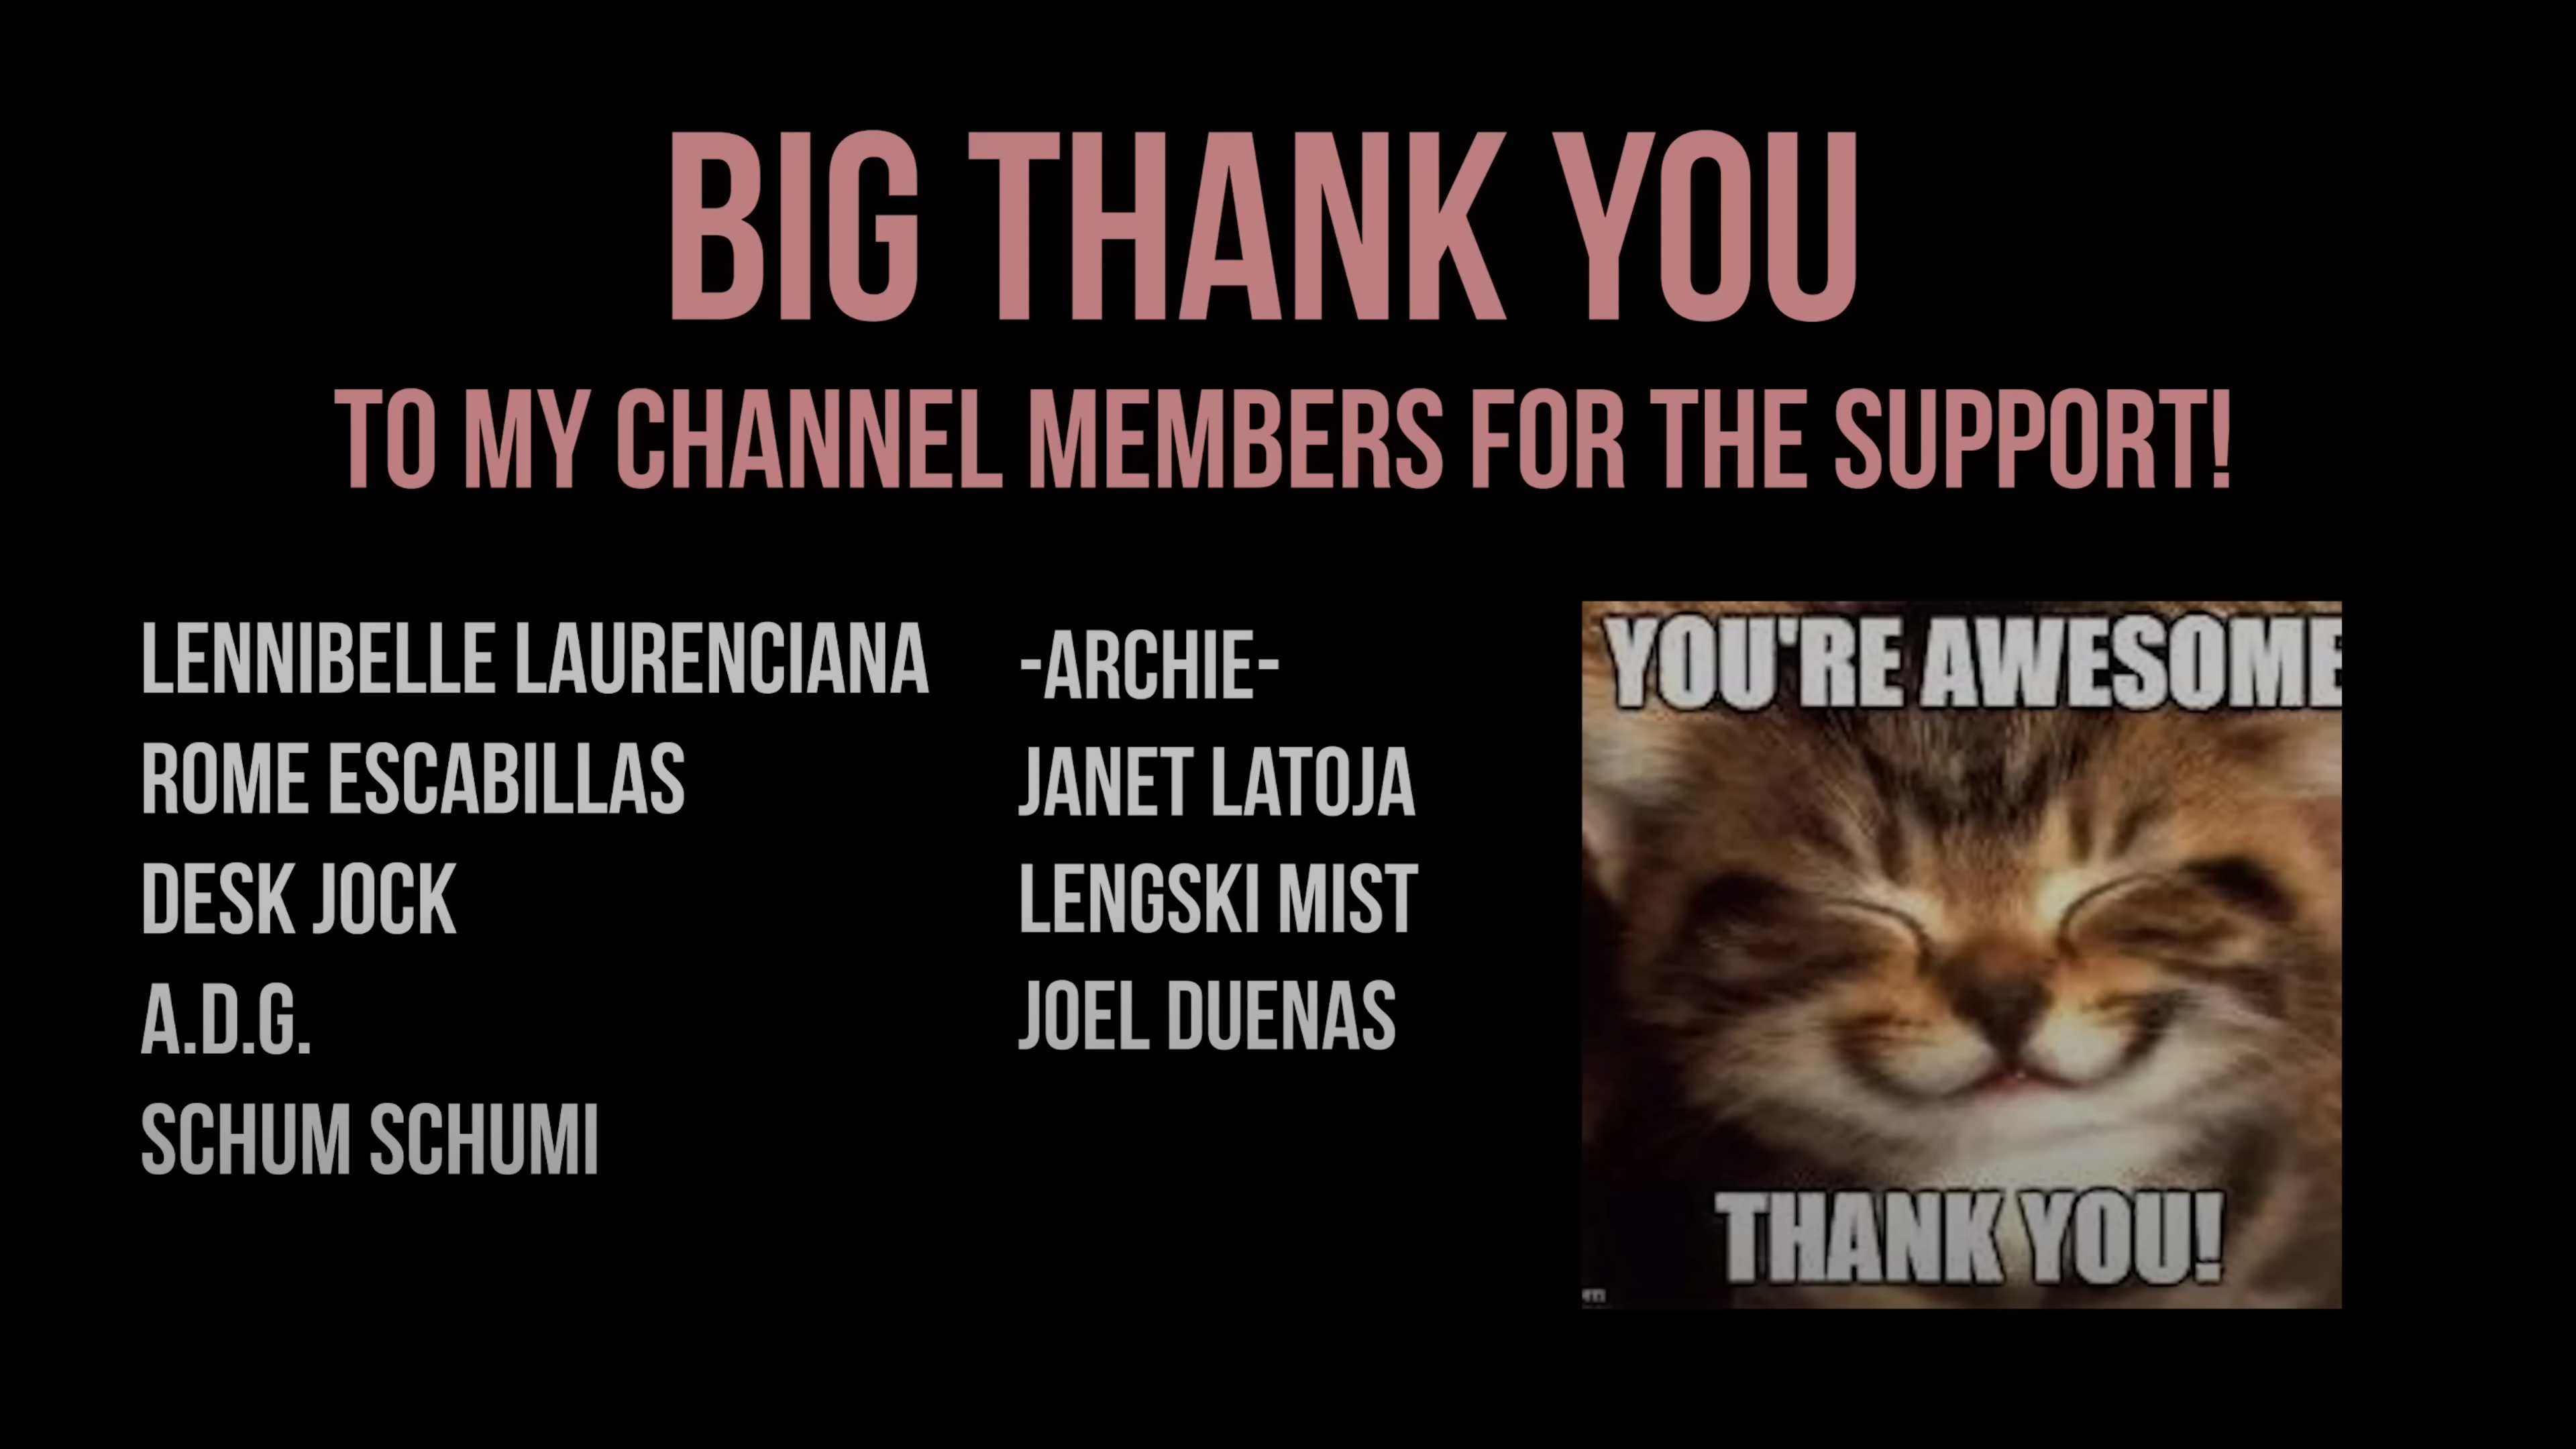 BIG THANK YOU
TO MY CHANNEL MEMBERS FOR THE SUPPORT!
LENNIBELLE LAURENCIANA
ROME ESCABILLAS
DESK JOCK
A.D.G.
SCHUM SCHUMI
-ARCHIE-
JANET LATOJA
LENGSKI MIST
JOEL DUENAS
YOU'RE AWESOME
THANK YOU!